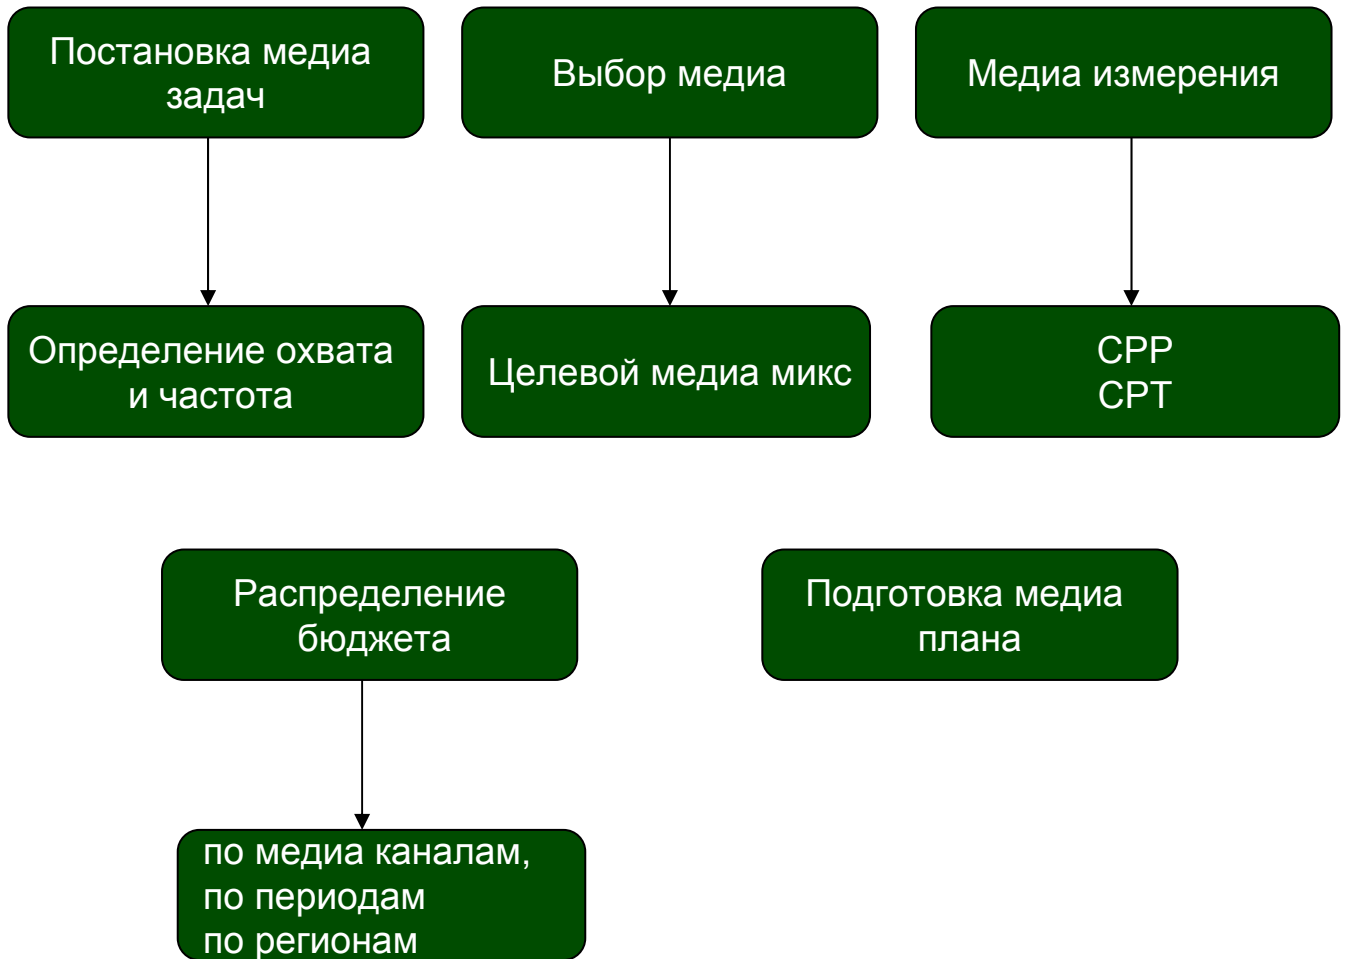 Постановка медиа
задач
Выбор медиа
Медиа измерения
Определение охвата
и частота
Целевой медиа микс
CPP
CPT
Распределение
бюджета
Подготовка медиа
плана
по медиа каналам,
по периодам
по регионам